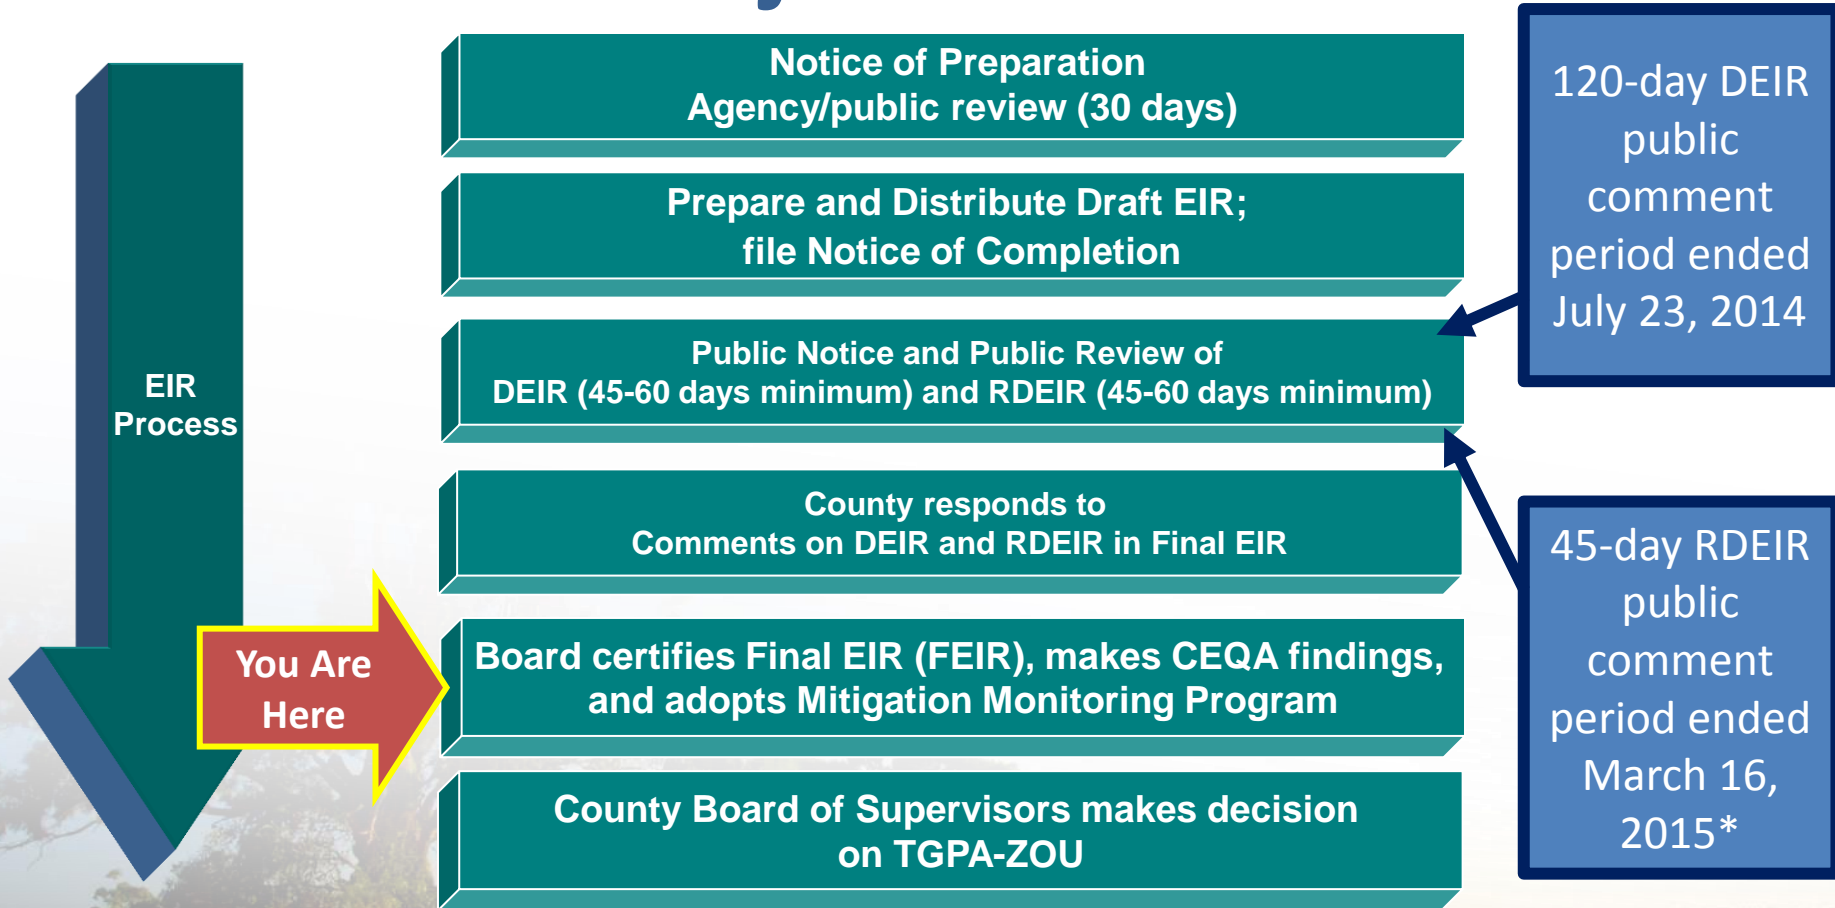 Notice of Preparation
Agency/public review (30 days)
Prepare and Distribute Draft EIR;
file Notice of Completion
Public Notice and Public Review of
DEIR (45-60 days minimum) and RDEIR (45-60 days minimum)
County responds to
Comments on DEIR and RDEIR in Final EIR
Board certifies Final EIR (FEIR), makes CEQA findings,
and adopts Mitigation Monitoring Program
County Board of Supervisors makes decision
on TGPA-ZOU
EIR
Process
You Are
Here
120-day DEIR
public
comment
period ended
July 23, 2014
45-day RDEIR
public
comment
period ended
March 16,
2015*